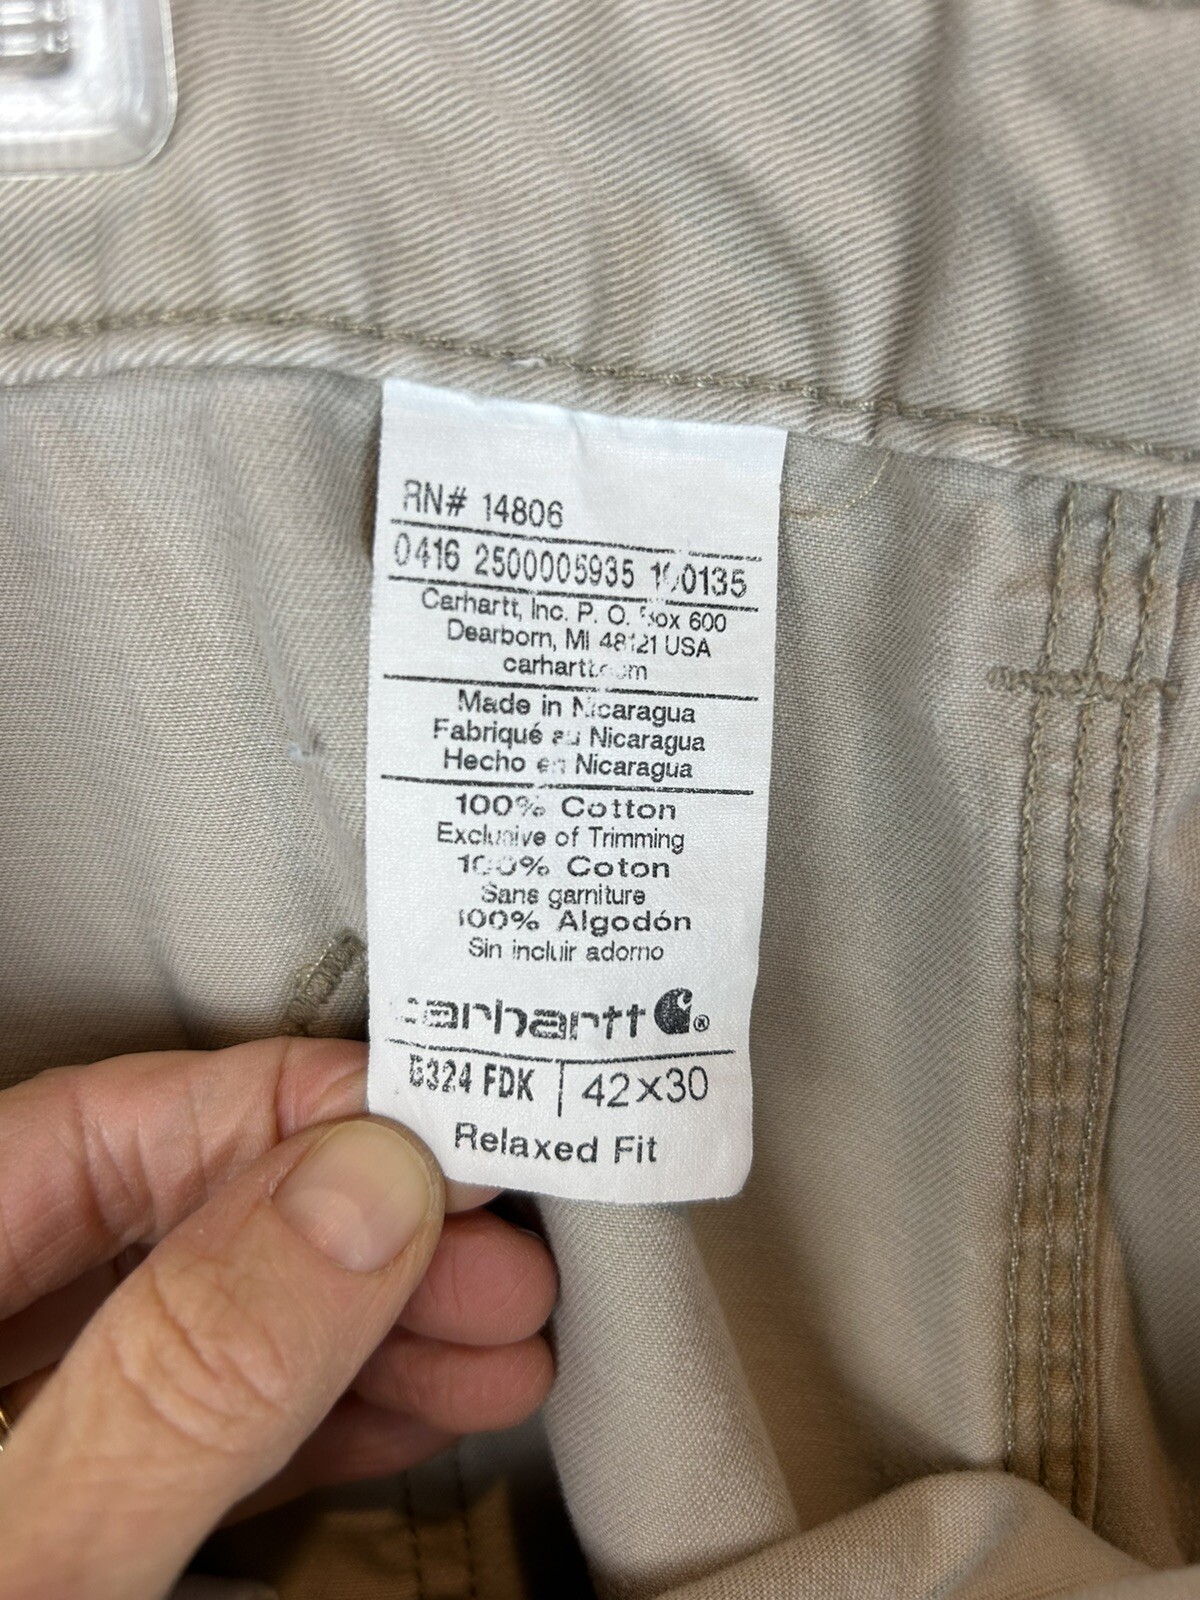 RN# 14806
0416 2500005935 100135
Carhartt, Inc. P. O. Box 600
Dearborn, MI 48121 USA
carhartt.com
Made in Nicaragua
Fabriqué au Nicaragua
Hecho en Nicaragua
100% Cotton
Exclusive of Trimming
100% Coton
Sans garniture
100% Algodón
Sin incluir adorno
carhartt ®
B324 FDK | 42x30
Relaxed Fit